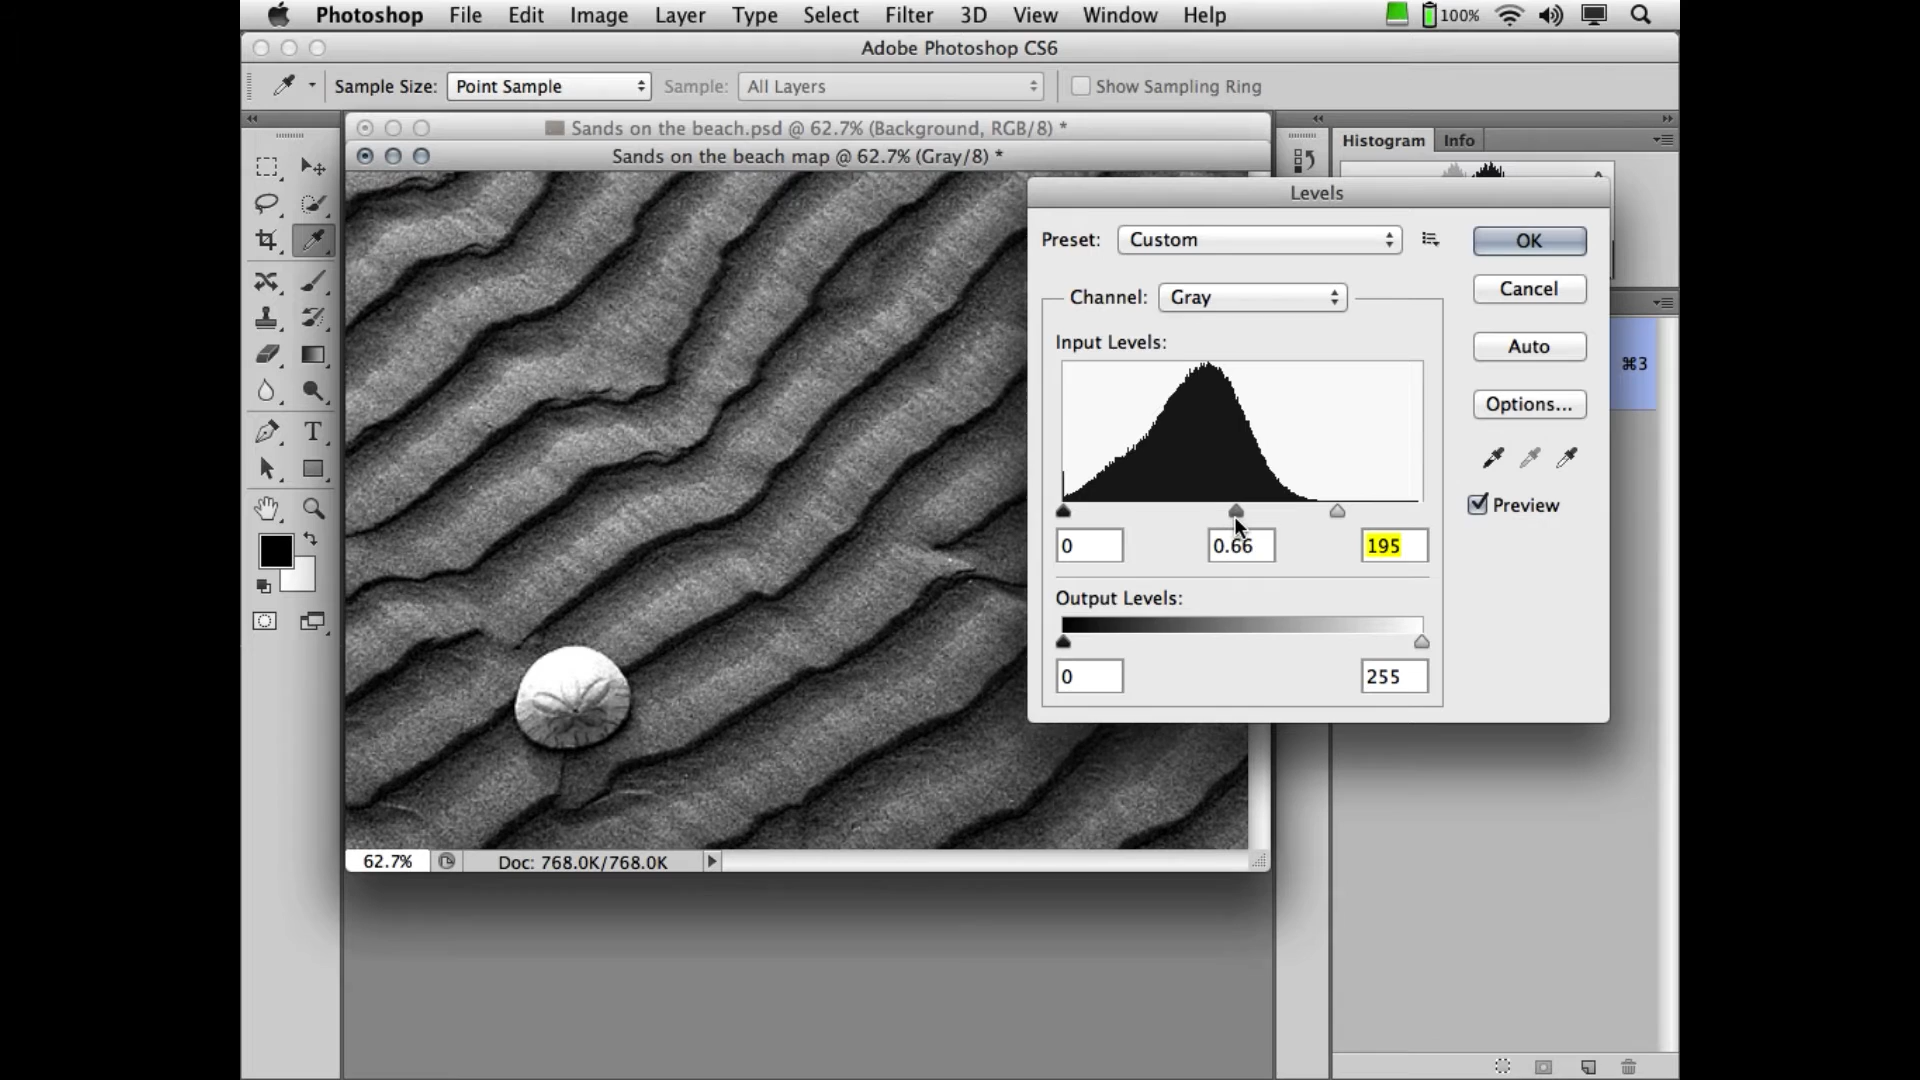 Photoshop File Edit Image Layer Type Select Filter 3D View Window Help 100%
Adobe Photoshop CS6
Sample Size: Point Sample Sample: All Layers Show Sampling Ring
Sands on the beach.psd @ 62.7% (Background, RGB/8) *
Sands on the beach map @ 62.7% (Gray/8) *
Histogram Info
Levels
Preset: Custom
OK
Channel: Gray
Cancel
Input Levels:
Auto
⌘3
Options...
Preview
0 0.66 195
Output Levels:
0 255
T
62.7% Doc: 768.0K/768.0K